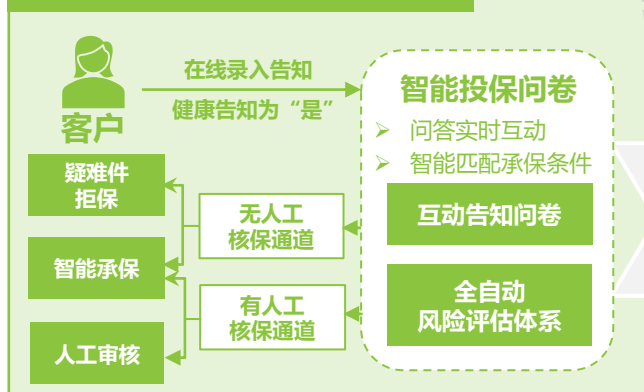 在线录入告知
健康告知为“是”
客户
智能投保问卷
➢ 问答实时互动
➢ 智能匹配承保条件
互动告知问卷
全自动
风险评估体系
无人工
核保通道
有人工
核保通道
疑难件
拒保
智能承保
人工审核